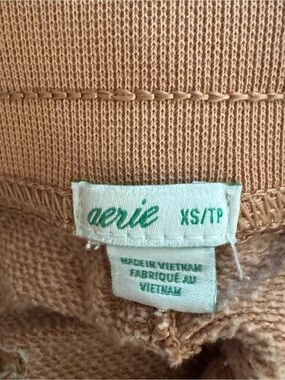 aerie XS/TP
MADE IN VIETNAM
FABRIQUÉ AU
VIETNAM